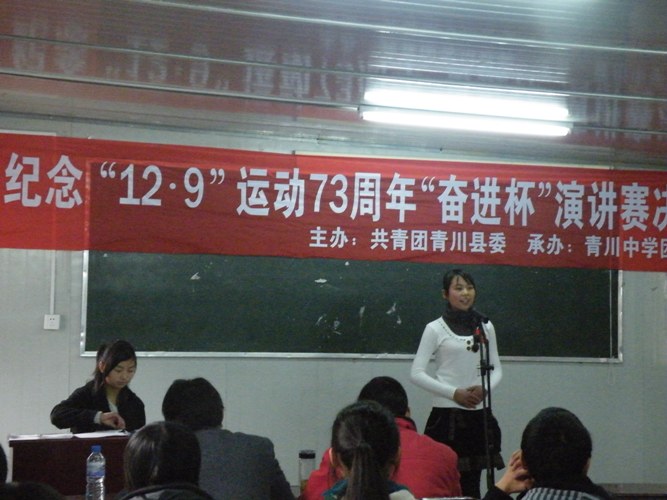 纪念“12·9”运动73周年“奋进杯”演讲赛决
主办：共青团青川县委 承办：青川中学团